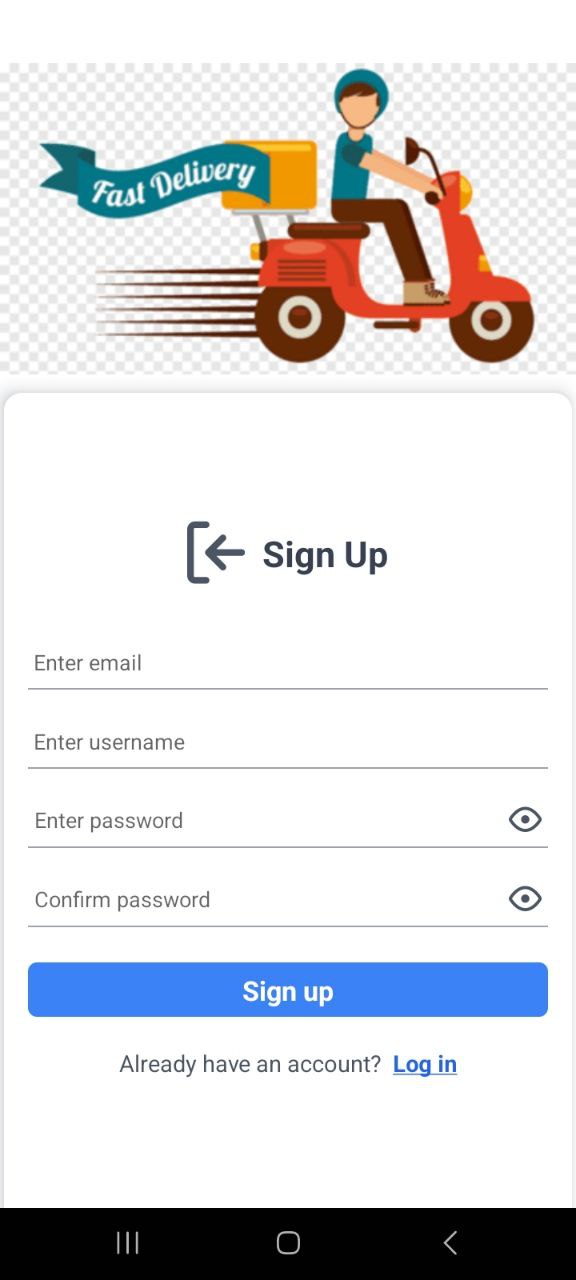 Fast Delivery
Sign Up
Enter email
Enter username
Enter password
Confirm password
Sign up
Already have an account? Log in